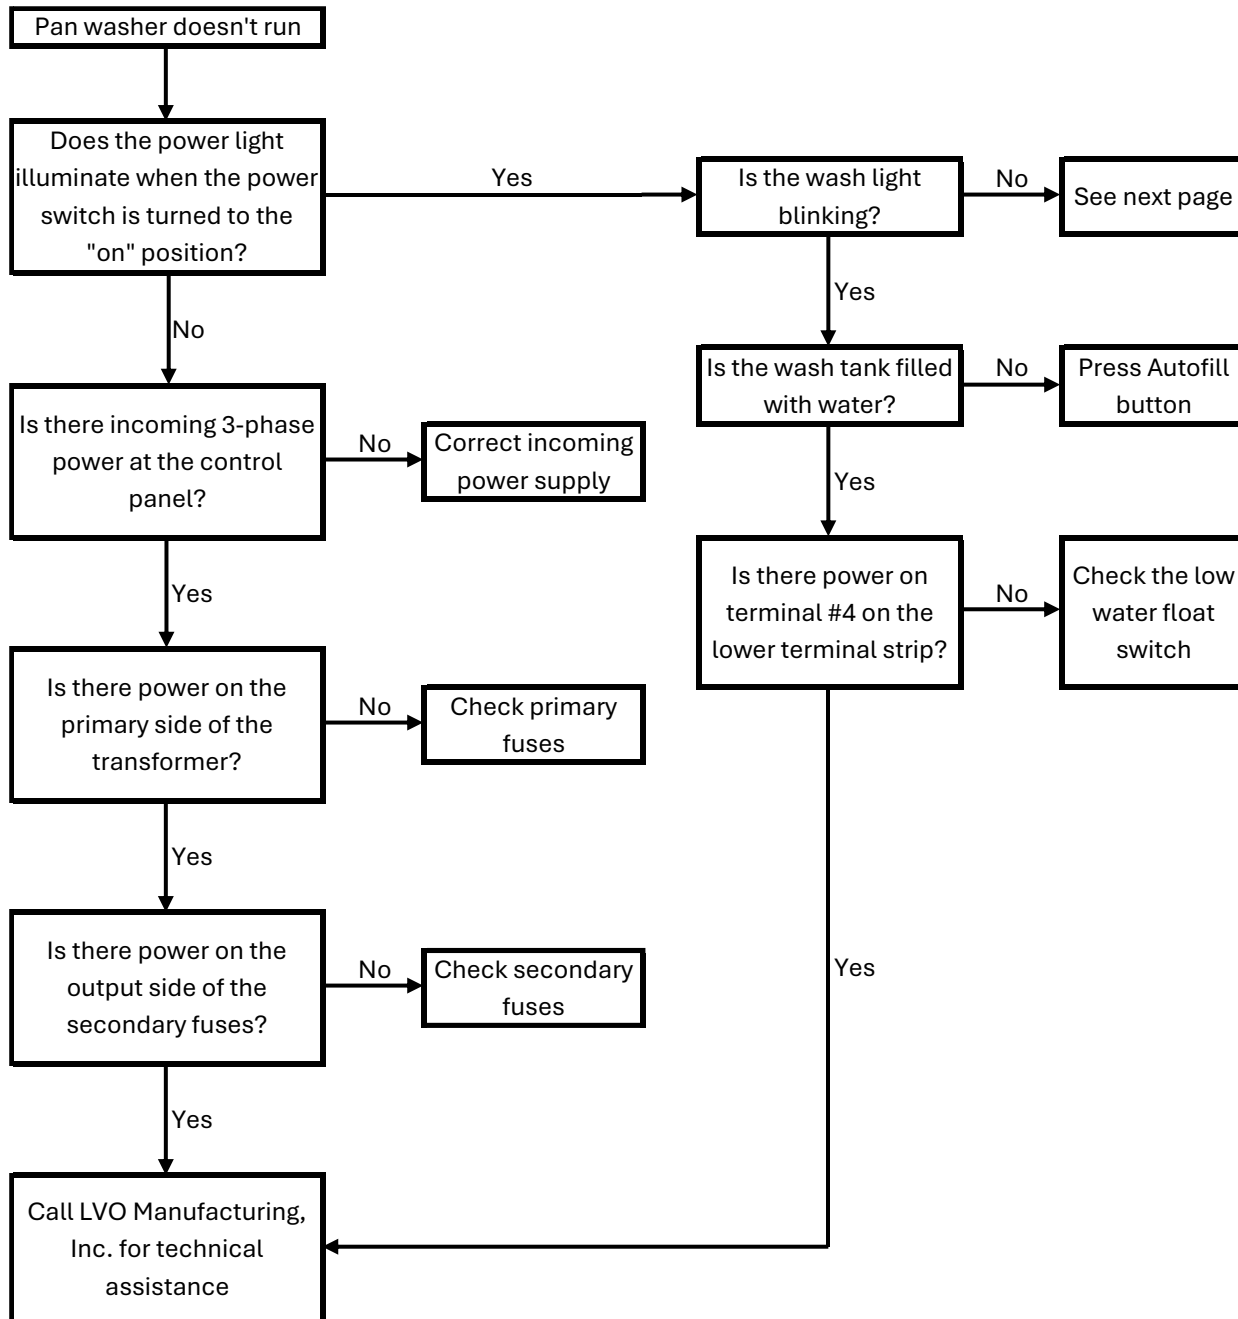 Pan washer doesn't run
Does the power light
illuminate when the power
switch is turned to the
"on" position?
Yes
Is the wash light
blinking?
No
See next page
Yes
No
Is the wash tank filled
with water?
No
Press Autofill
button
Is there incoming 3-phase
power at the control
panel?
No
Correct incoming
power supply
Yes
Is there power on
terminal #4 on the
lower terminal strip?
No
Check the low
water float
switch
Yes
Is there power on the
primary side of the
transformer?
No
Check primary
fuses
Yes
Is there power on the
output side of the
secondary fuses?
No
Check secondary
fuses
Yes
Yes
Call LVO Manufacturing,
Inc. for technical
assistance